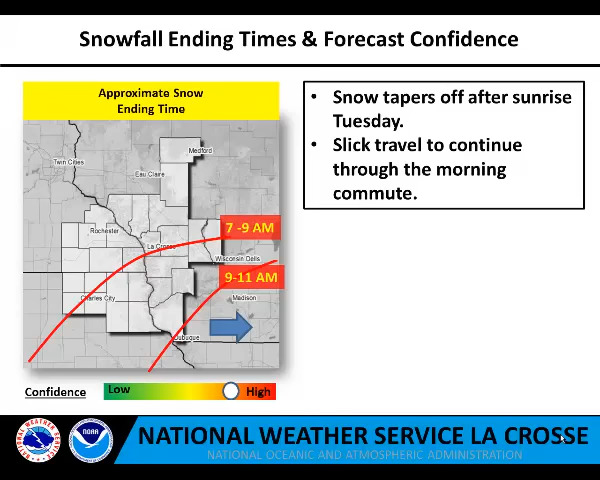 Snowfall Ending Times & Forecast Confidence
Approximate Snow
Ending Time
Medford
Twin Cities
Eau Claire
Rochester
7 -9 AM
La Crosse
Wisconsin Dells
9-11 AM
Charles City
Madison
Dubuque
• Snow tapers off after sunrise
Tuesday.
• Slick travel to continue
through the morning
commute.
Confidence
Low
High
NATIONAL WEATHER SERVICE LA CROSSE
NATIONAL OCEANIC AND ATMOSPHERIC ADMINISTRATION
NOAA